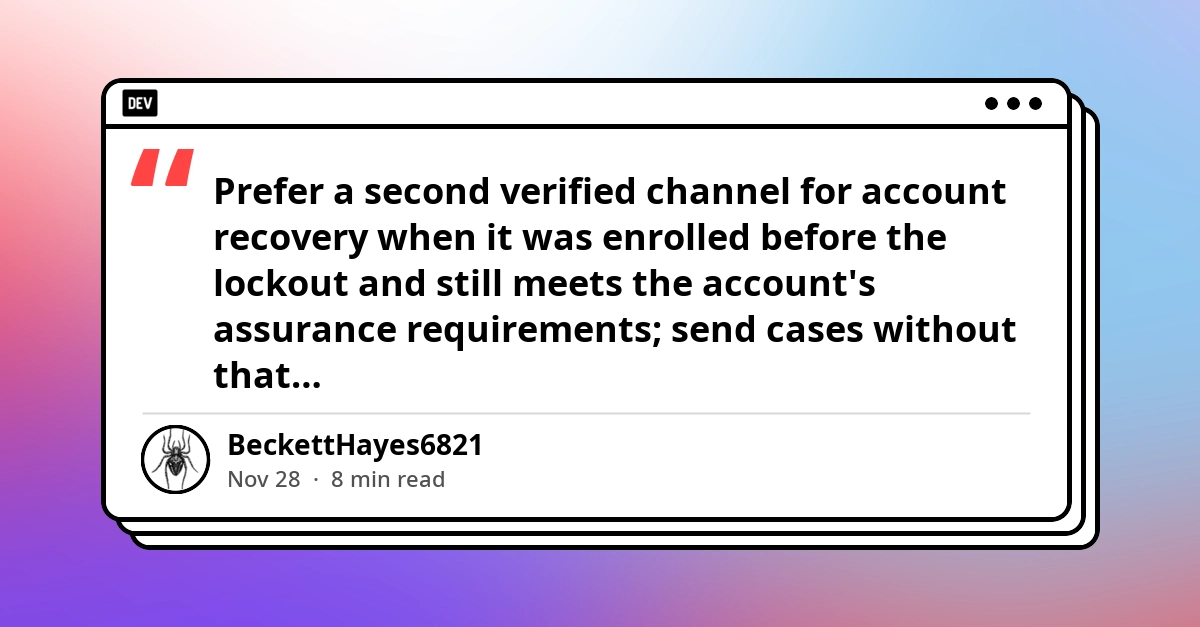 DEV
Prefer a second verified channel for account
recovery when it was enrolled before the
lockout and still meets the account's
assurance requirements; send cases without
that...
BeckettHayes6821
Nov 28 · 8 min read